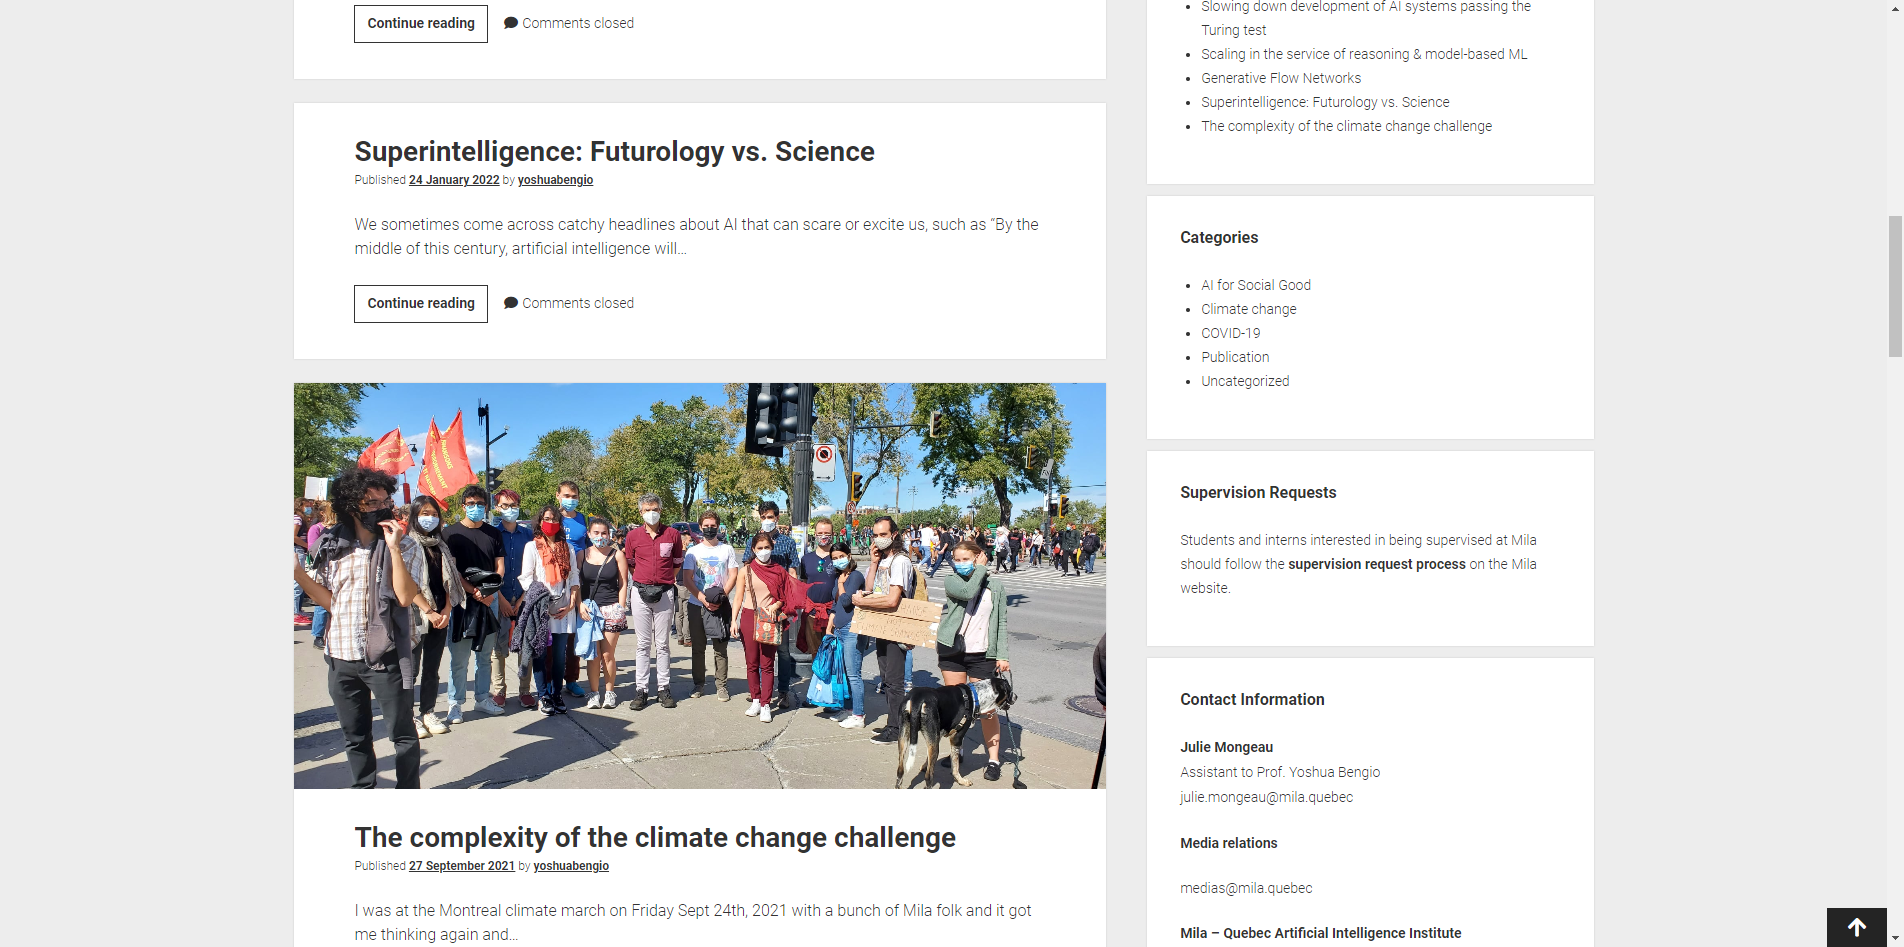 Continue reading
Comments closed
Superintelligence: Futurology vs. Science
Published 24 January 2022 by yoshuabengio
We sometimes come across catchy headlines about AI that can scare or excite us, such as “By the
middle of this century, artificial intelligence will…
Continue reading
Comments closed
The complexity of the climate change challenge
Published 27 September 2021 by yoshuabengio
I was at the Montreal climate march on Friday Sept 24th, 2021 with a bunch of Mila folk and it got
me thinking again and…
Slowing down development of AI systems passing the
Turing test
Scaling in the service of reasoning & model-based ML
Generative Flow Networks
Superintelligence: Futurology vs. Science
The complexity of the climate change challenge
Categories
AI for Social Good
Climate change
COVID-19
Publication
Uncategorized
Supervision Requests
Students and interns interested in being supervised at Mila
should follow the supervision request process on the Mila
website.
Contact Information
Julie Mongeau
Assistant to Prof. Yoshua Bengio
julie.mongeau@mila.quebec
Media relations
medias@mila.quebec
Mila – Quebec Artificial Intelligence Institute